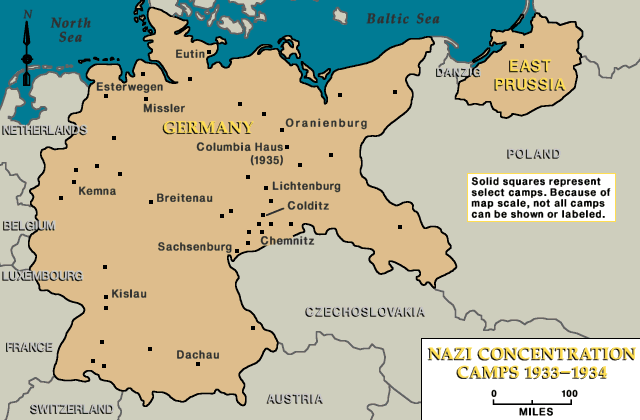 North
Sea
Baltic Sea
Eutin
DANZIG
EAST
PRUSSIA
Esterwegen
Missler
NETHERLANDS
GERMANY
Oranienburg
Columbia Haus
(1935)
POLAND
Solid squares represent
select camps. Because of
map scale, not all camps
can be shown or labeled.
Kemna
Breitenau
Lichtenburg
Colditz
BELGIUM
Sachsenburg
Chemnitz
LUXEMBOURG
Kislau
CZECHOSLOVAKIA
FRANCE
Dachau
NAZI CONCENTRATION
CAMPS 1933–1934
SWITZERLAND
AUSTRIA
0 100
MILES